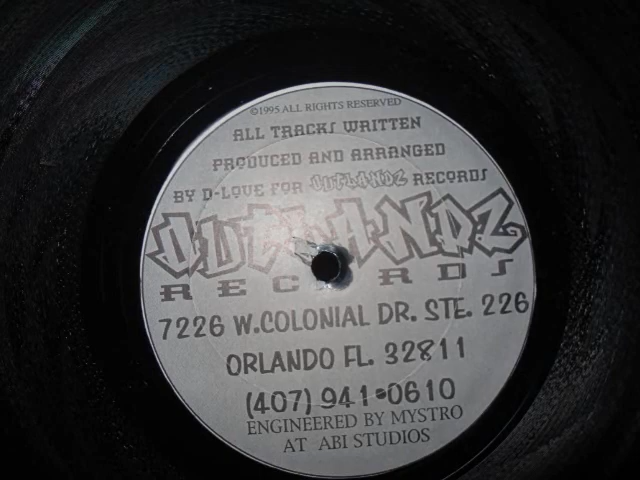 ©1995 ALL RIGHTS RESERVED
ALL TRACKS WRITTEN
PRODUCED AND ARRANGED
BY D-LOVE FOR OUTLANDZ RECORDS
OUTLANDZ
RECORDS
7226 W.COLONIAL DR. STE. 226
ORLANDO FL. 32811
(407) 941-0610
ENGINEERED BY MYSTRO
AT ABI STUDIOS